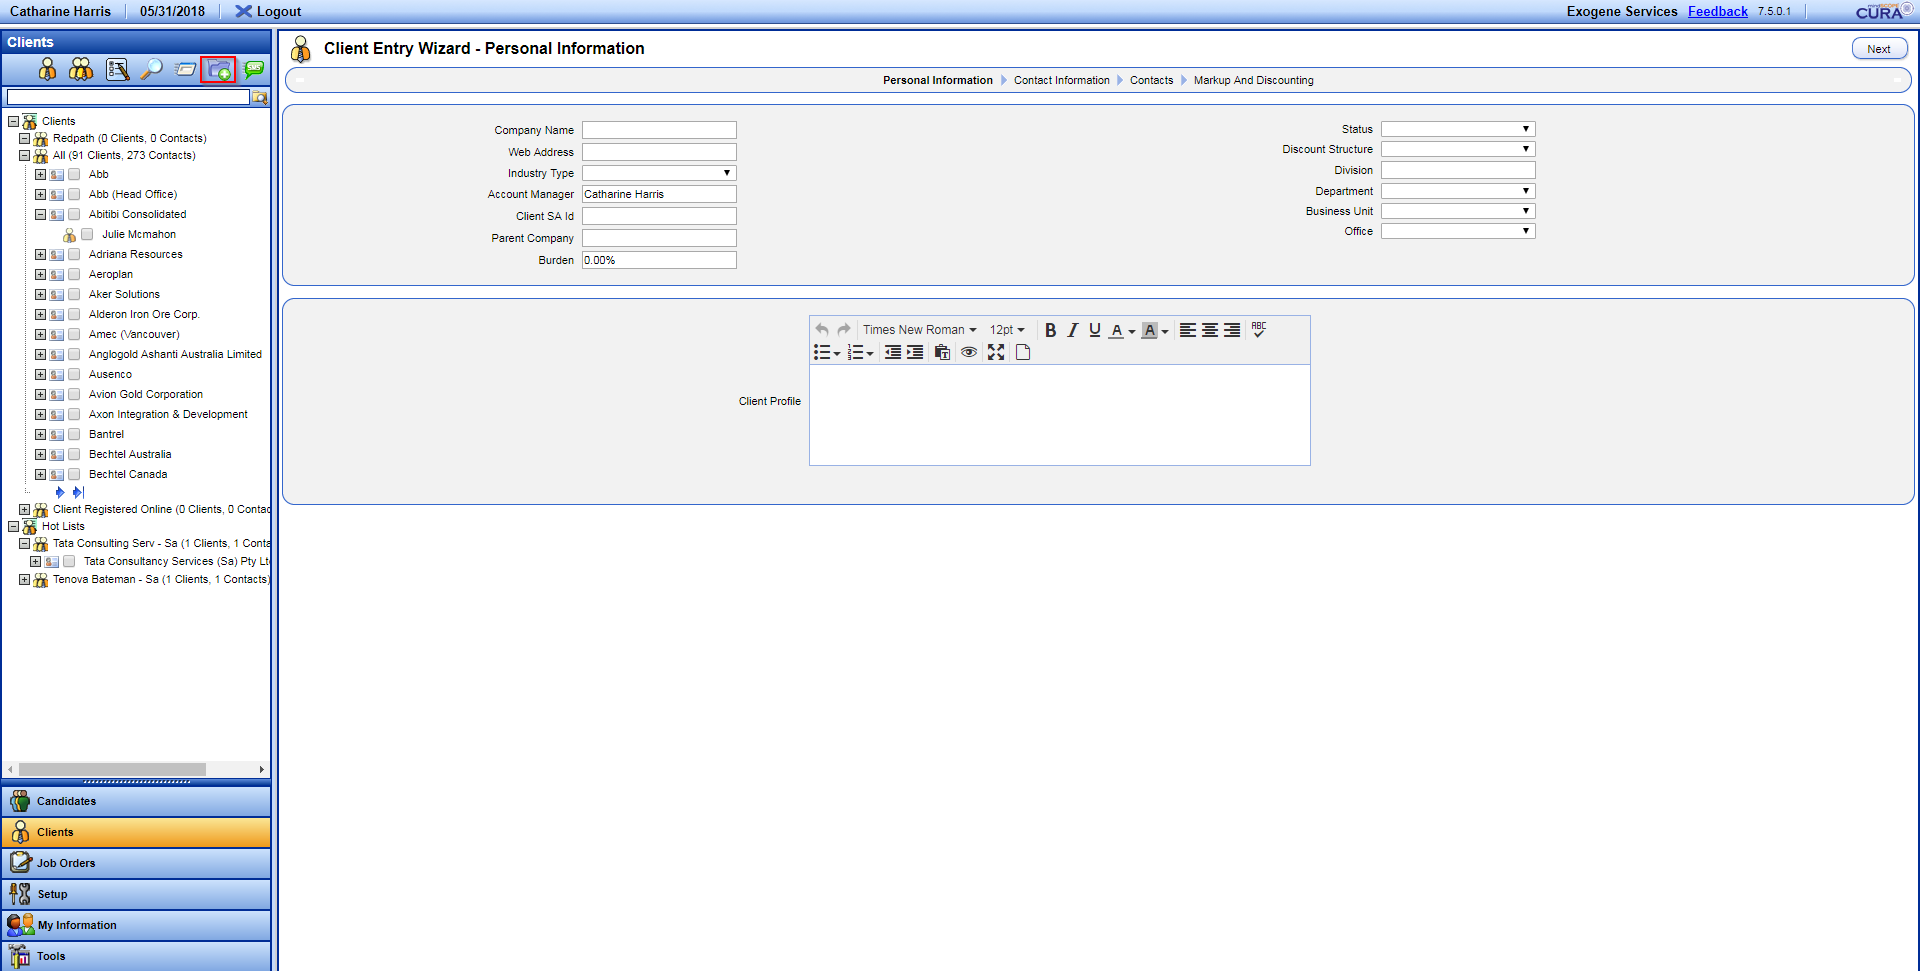 Catharine Harris
05/31/2018
Logout
Exogene Services
Feedback
7.5.0.1
CURA
Clients
SMS
Client Entry Wizard - Personal Information
Next
Personal Information
Contact Information
Contacts
Markup And Discounting
Clients
Redpath (0 Clients, 0 Contacts)
All (91 Clients, 273 Contacts)
Abb
Abb (Head Office)
Abitibi Consolidated
Julie Mcmahon
Adriana Resources
Aeroplan
Aker Solutions
Alderon Iron Ore Corp.
Amec (Vancouver)
Anglogold Ashanti Australia Limited
Ausenco
Avion Gold Corporation
Axon Integration & Development
Bantrel
Bechtel Australia
Bechtel Canada
Client Registered Online (0 Clients, 0 Contac
Hot Lists
Tata Consulting Serv - Sa (1 Clients, 1 Conta
Tata Consultancy Services (Sa) Pty Lt
Tenova Bateman - Sa (1 Clients, 1 Contacts)
Candidates
Clients
Job Orders
Setup
My Information
Tools
Company Name
Web Address
Industry Type
Account Manager Catharine Harris
Client SA Id
Parent Company
Burden 0.00%
Status
Discount Structure
Division
Department
Business Unit
Office
Times New Roman 12pt B I U A A ABC
Client Profile